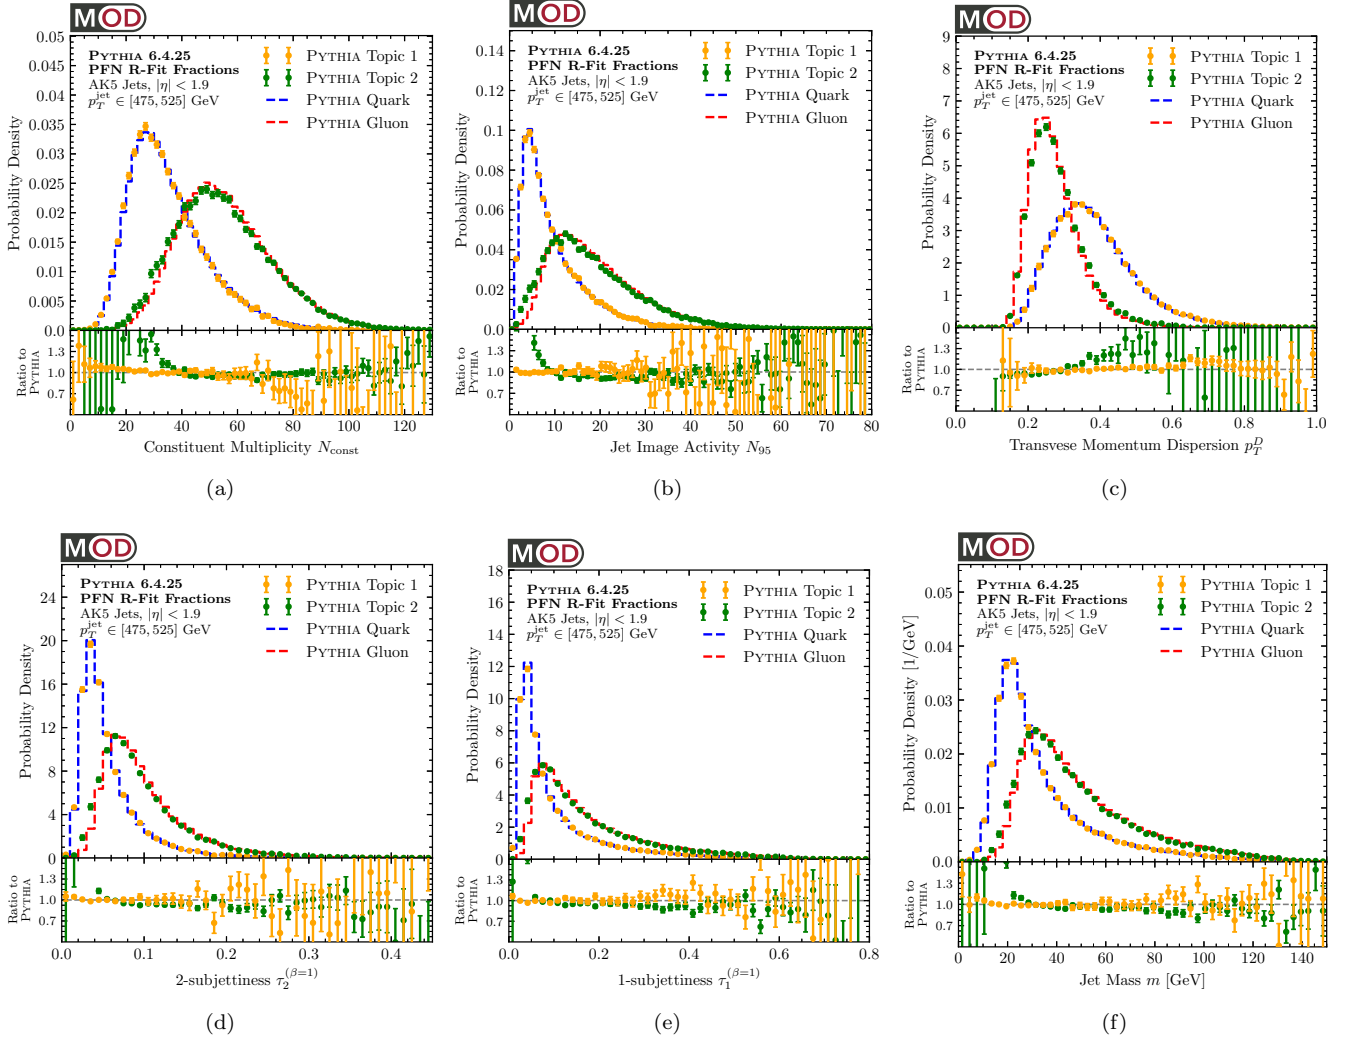 MOD
PYTHIA 6.4.25
PFN R-Fit Fractions
AK5 Jets, |η| < 1.9
p_T^jet ∈ [475, 525] GeV
PYTHIA Topic 1
PYTHIA Topic 2
PYTHIA Quark
PYTHIA Gluon
Probability Density
0.05
0.045
0.04
0.035
0.03
0.025
0.02
0.015
0.01
0.005
0.0
Ratio to
PYTHIA
1.3
1.0
0.7
0 20 40 60 80 100 120
Constituent Multiplicity N_const
(a)
MOD
PYTHIA 6.4.25
PFN R-Fit Fractions
AK5 Jets, |η| < 1.9
p_T^jet ∈ [475, 525] GeV
PYTHIA Topic 1
PYTHIA Topic 2
PYTHIA Quark
PYTHIA Gluon
Probability Density
0.14
0.12
0.1
0.08
0.06
0.04
0.02
0.0
Ratio to
PYTHIA
1.3
1.0
0.7
0 10 20 30 40 50 60 70 80
Jet Image Activity N_95
(b)
MOD
PYTHIA 6.4.25
PFN R-Fit Fractions
AK5 Jets, |η| < 1.9
p_T^jet ∈ [475, 525] GeV
PYTHIA Topic 1
PYTHIA Topic 2
PYTHIA Quark
PYTHIA Gluon
Probability Density
9
8
7
6
5
4
3
2
1
0
Ratio to
PYTHIA
1.3
1.0
0.7
0.0 0.2 0.4 0.6 0.8 1.0
Transvese Momentum Dispersion p_T^D
(c)
MOD
PYTHIA 6.4.25
PFN R-Fit Fractions
AK5 Jets, |η| < 1.9
p_T^jet ∈ [475, 525] GeV
PYTHIA Topic 1
PYTHIA Topic 2
PYTHIA Quark
PYTHIA Gluon
Probability Density
24
20
16
12
8
4
0
Ratio to
PYTHIA
1.3
1.0
0.7
0.0 0.1 0.2 0.3 0.4
2-subjettiness τ_2^(β=1)
(d)
MOD
PYTHIA 6.4.25
PFN R-Fit Fractions
AK5 Jets, |η| < 1.9
p_T^jet ∈ [475, 525] GeV
PYTHIA Topic 1
PYTHIA Topic 2
PYTHIA Quark
PYTHIA Gluon
Probability Density
18
16
14
12
10
8
6
4
2
0
Ratio to
PYTHIA
1.3
1.0
0.7
0.0 0.2 0.4 0.6 0.8
1-subjettiness τ_1^(β=1)
(e)
MOD
PYTHIA 6.4.25
PFN R-Fit Fractions
AK5 Jets, |η| < 1.9
p_T^jet ∈ [475, 525] GeV
PYTHIA Topic 1
PYTHIA Topic 2
PYTHIA Quark
PYTHIA Gluon
Probability Density [1/GeV]
0.05
0.04
0.03
0.02
0.01
0.0
Ratio to
PYTHIA
1.3
1.0
0.7
0 20 40 60 80 100 120 140
Jet Mass m [GeV]
(f)